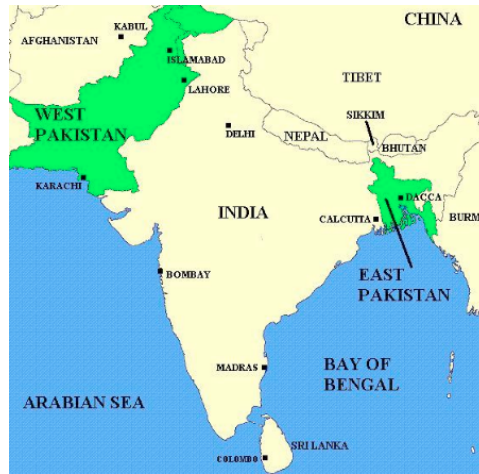 CHINA
KABUL
AFGHANISTAN
ISLAMABAD
TIBET
LAHORE
WEST
PAKISTAN
SIKKIM
DELHI
NEPAL
BHUTAN
KARACHI
DACCA
INDIA
CALCUTTA
BURM
EAST
PAKISTAN
BOMBAY
MADRAS
BAY OF
BENGAL
ARABIAN SEA
SRI LANKA
COLOMBO